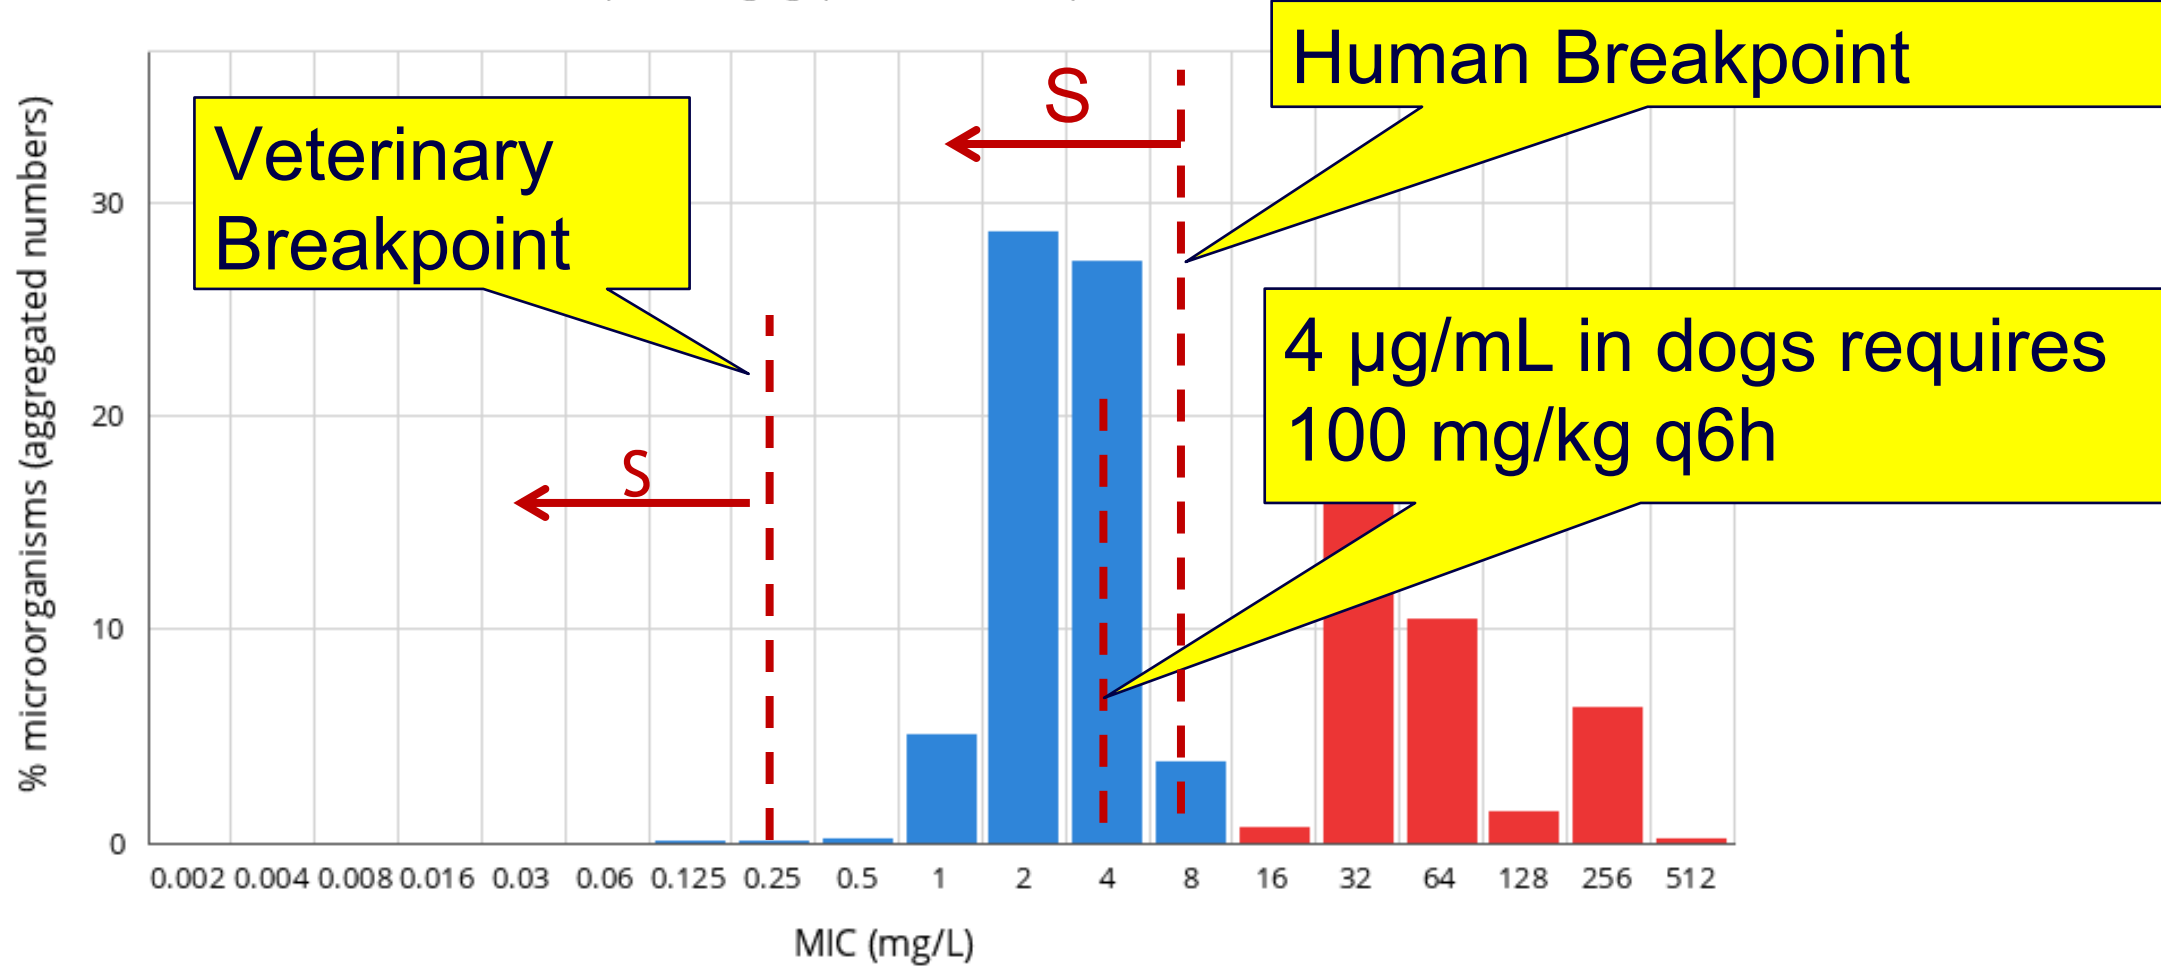 Human Breakpoint
S
Veterinary
Breakpoint
4 µg/mL in dogs requires
100 mg/kg q6h
S
% microorganisms (aggregated numbers)
30
20
10
0
0.002 0.004 0.008 0.016 0.03 0.06 0.125 0.25 0.5 1 2 4 8 16 32 64 128 256 512
MIC (mg/L)